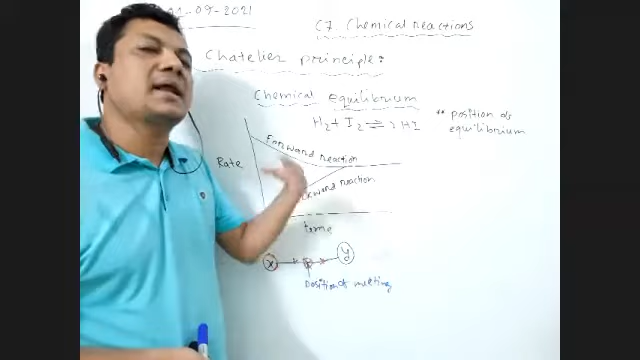 -09-2021
C7. Chemical reactions
Chatelier principle:
Chemical equilibrium
H2 + I2 ⇌ 2HI
** position of
equilibrium
Forward reaction
Rate
ckward reaction
time
X
P
y
position of meeting